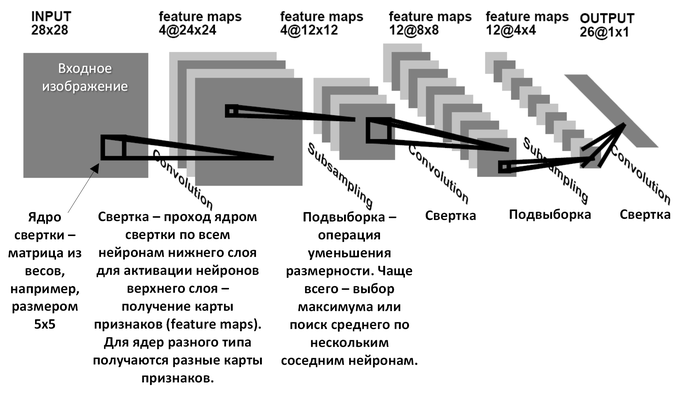 INPUT
28x28
feature maps
4@24x24
feature maps
4@12x12
feature maps
12@8x8
feature maps
12@4x4
OUTPUT
26@1x1
Входное
изображение
Convolution
Subsampling
Convolution
Subsampling
Convolution
Ядро
свертки –
матрица из
весов,
например,
размером
5х5
Свертка – проход ядром
свертки по всем
нейронам нижнего слоя
для активации нейронов
верхнего слоя –
получение карты
признаков (feature maps).
Для ядер разного типа
получаются разные карты
признаков.
Подвыборка –
операция
уменьшения
размерности. Чаще
всего – выбор
максимума или
поиск среднего по
нескольким
соседним нейронам.
Свертка
Подвыборка
Свертка